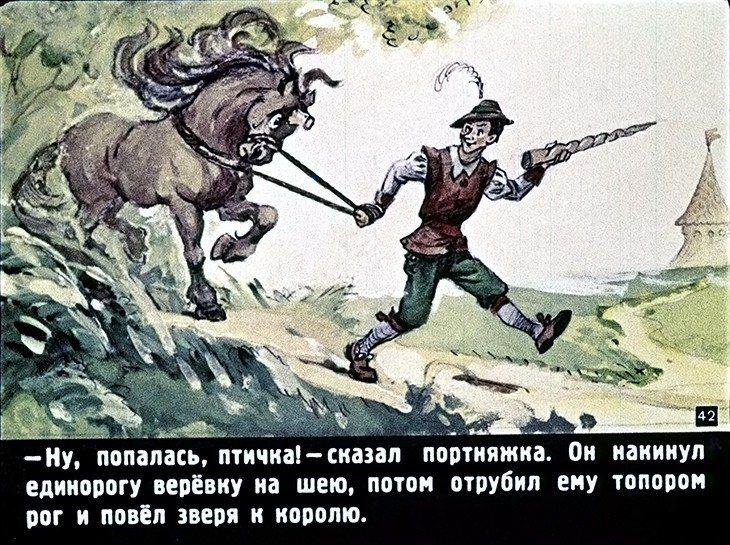 42
—Ну, попалась, птичка!—сказал портняжка. Он накинул
единорогу верёвку на шею, потом отрубил ему топором
рог и повёл зверя к королю.